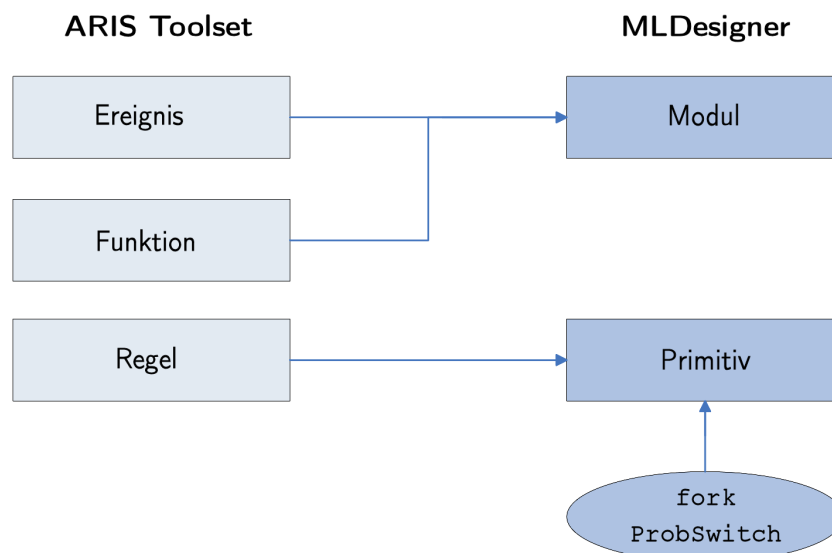 ARIS Toolset
MLDesigner
Ereignis
Modul
Funktion
Regel
Primitiv
fork
ProbSwitch